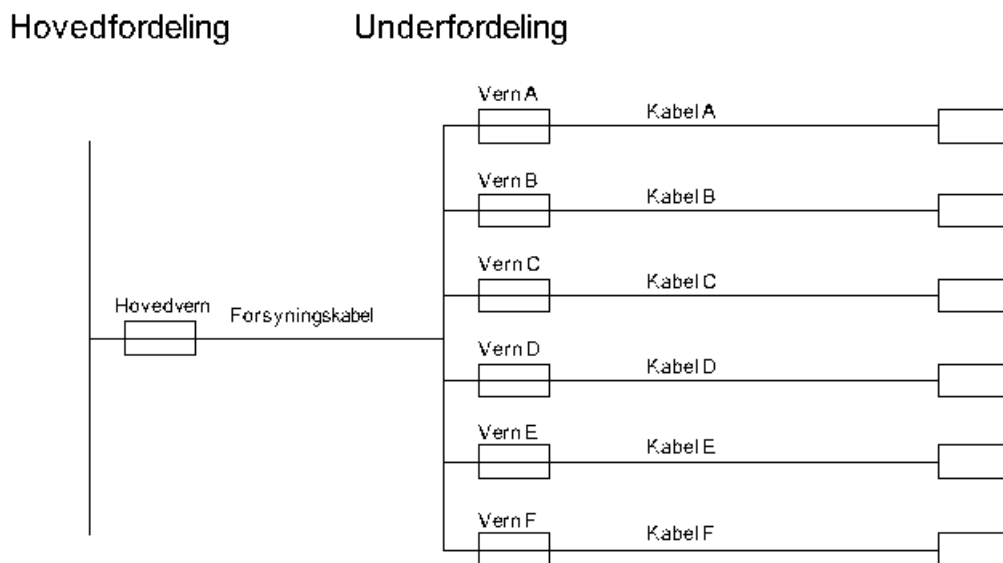 Hovedfordeling
Underfordeling
Vern A
Kabel A
Vern B
Kabel B
Vern C
Kabel C
Hovedvern
Forsyningskabel
Vern D
Kabel D
Vern E
Kabel E
Vern F
Kabel F